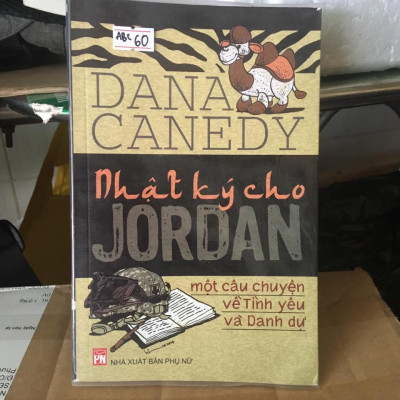 ABC
60
DANA
CANEDY
Nhật ký cho
JORDAN
một câu chuyện
về Tình yêu
và Danh dự
PN
NHÀ XUẤT BẢN PHỤ NỮ